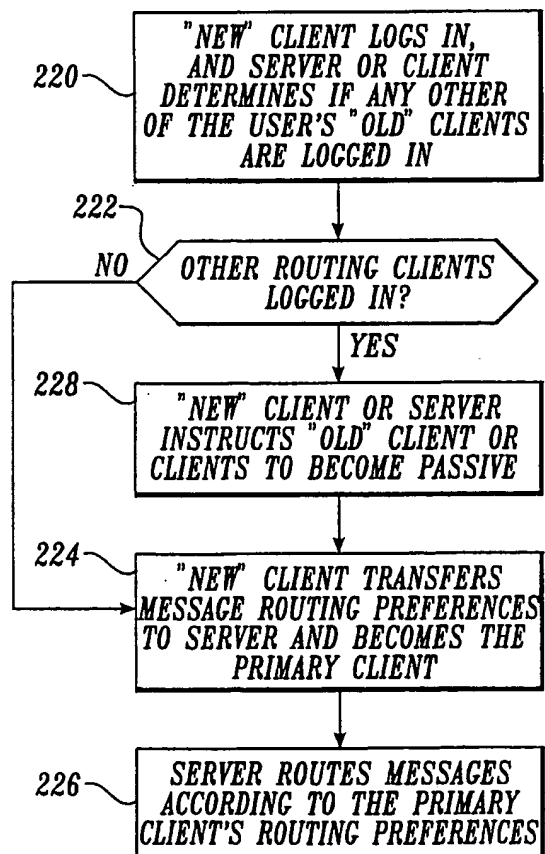 220
"NEW" CLIENT LOGS IN,
AND SERVER OR CLIENT
DETERMINES IF ANY OTHER
OF THE USER'S "OLD" CLIENTS
ARE LOGGED IN
222
NO
OTHER ROUTING CLIENTS
LOGGED IN?
YES
228
"NEW" CLIENT OR SERVER
INSTRUCTS "OLD" CLIENT OR
CLIENTS TO BECOME PASSIVE
224
"NEW" CLIENT TRANSFERS
MESSAGE ROUTING PREFERENCES
TO SERVER AND BECOMES THE
PRIMARY CLIENT
226
SERVER ROUTES MESSAGES
ACCORDING TO THE PRIMARY
CLIENT'S ROUTING PREFERENCES